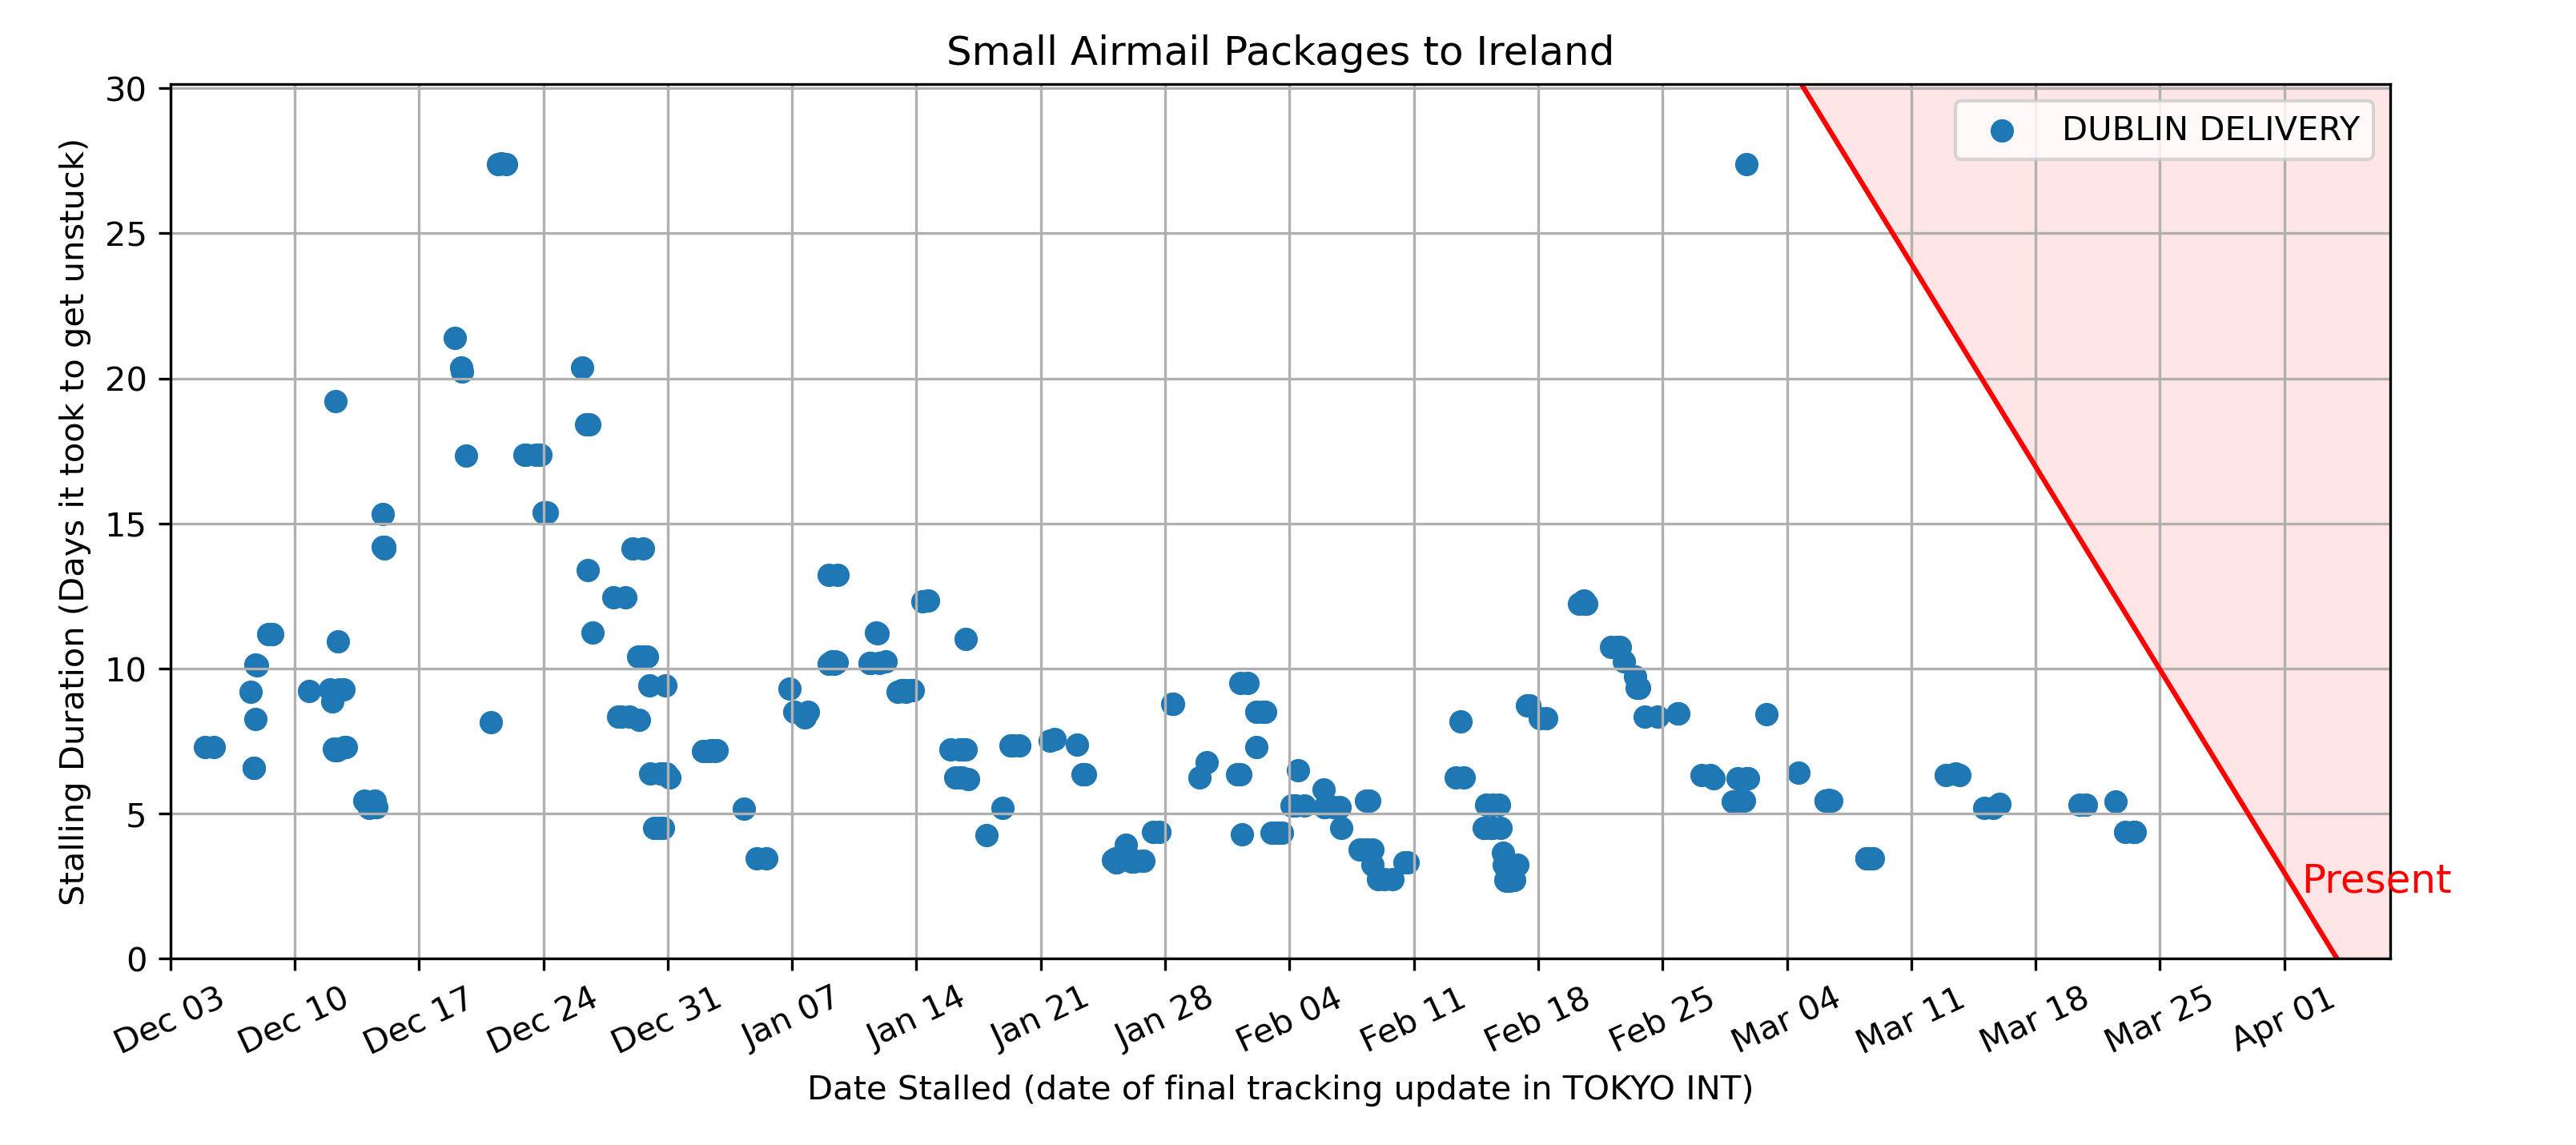 Small Airmail Packages to Ireland
DUBLIN DELIVERY
Stalling Duration (Days it took to get unstuck)
30
25
20
15
10
5
0
Present
Dec 03
Dec 10
Dec 17
Dec 24
Dec 31
Jan 07
Jan 14
Jan 21
Jan 28
Feb 04
Feb 11
Feb 18
Feb 25
Mar 04
Mar 11
Mar 18
Mar 25
Apr 01
Date Stalled (date of final tracking update in TOKYO INT)